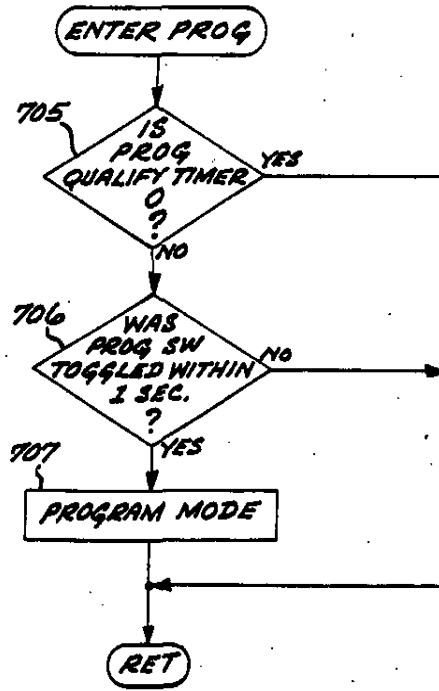 ENTER PROG
705
IS
PROG
QUALIFY TIMER
0
?
YES
NO
706
WAS
PROG SW
TOGGLED WITHIN
1 SEC.
?
NO
YES
707
PROGRAM MODE
RET